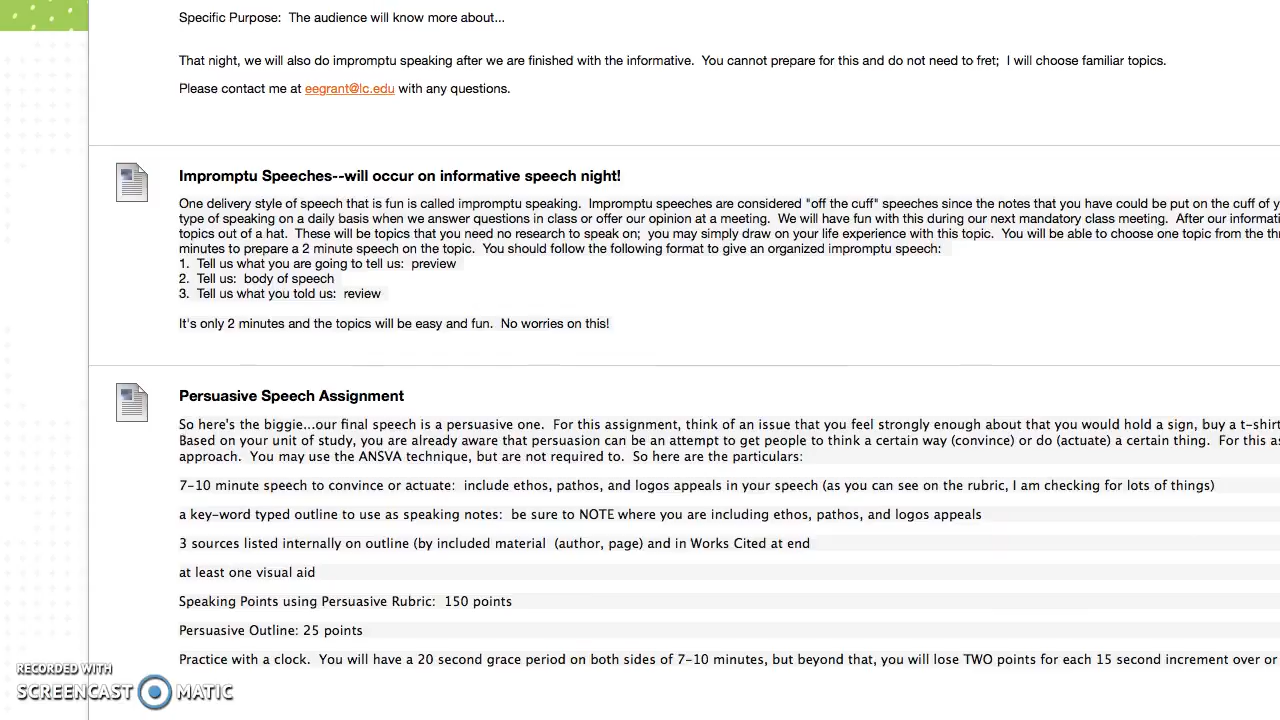 Specific Purpose:  The audience will know more about...
That night, we will also do impromptu speaking after we are finished with the informative.  You cannot prepare for this and do not need to fret;  I will choose familiar topics.
Please contact me at eegrant@lc.edu with any questions.
Impromptu Speeches--will occur on informative speech night!
One delivery style of speech that is fun is called impromptu speaking.  Impromptu speeches are considered "off the cuff" speeches since the notes that you have could be put on the cuff of
type of speaking on a daily basis when we answer questions in class or offer our opinion at a meeting.  We will have fun with this during our next mandatory class meeting.  After our
topics out of a hat.  These will be topics that you need no research to speak on;  you may simply draw on your life experience with this topic.  You will be able to choose one topic from the
minutes to prepare a 2 minute speech on the topic.  You should follow the following format to give an organized impromptu speech:
1.  Tell us what you are going to tell us:  preview
2.  Tell us:  body of speech
3.  Tell us what you told us:  review
It's only 2 minutes and the topics will be easy and fun.  No worries on this!
Persuasive Speech Assignment
So here's the biggie...our final speech is a persuasive one.  For this assignment, think of an issue that you feel strongly enough about that you would hold a sign, buy a t-shirt
Based on your unit of study, you are already aware that persuasion can be an attempt to get people to think a certain way (convince) or do (actuate) a certain thing.  For this
approach.  You may use the ANSVA technique, but are not required to.  So here are the particulars:
7-10 minute speech to convince or actuate:  include ethos, pathos, and logos appeals in your speech (as you can see on the rubric, I am checking for lots of things)
a key-word typed outline to use as speaking notes:  be sure to NOTE where you are including ethos, pathos, and logos appeals
3 sources listed internally on outline (by included material  (author, page) and in Works Cited at end
at least one visual aid
Speaking Points using Persuasive Rubric:  150 points
Persuasive Outline: 25 points
Practice with a clock.  You will have a 20 second grace period on both sides of 7-10 minutes, but beyond that, you will lose TWO points for each 15 second increment over or
RECORDED WITH
SCREENCAST MATIC